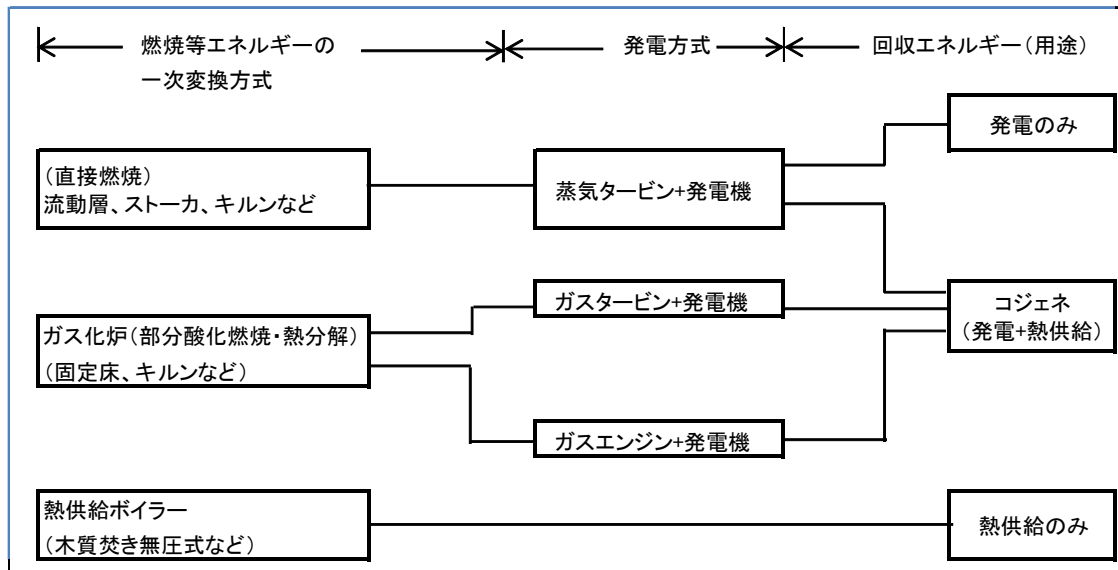 燃焼等エネルギーの
一次変換方式
発電方式
回収エネルギー(用途)
発電のみ
(直接燃焼)
流動層、ストーカ、キルンなど
蒸気タービン+発電機
ガスタービン+発電機
コジェネ
(発電+熱供給)
ガス化炉(部分酸化燃焼・熱分解)
(固定床、キルンなど)
ガスエンジン+発電機
熱供給ボイラー
(木質焚き無圧式など)
熱供給のみ